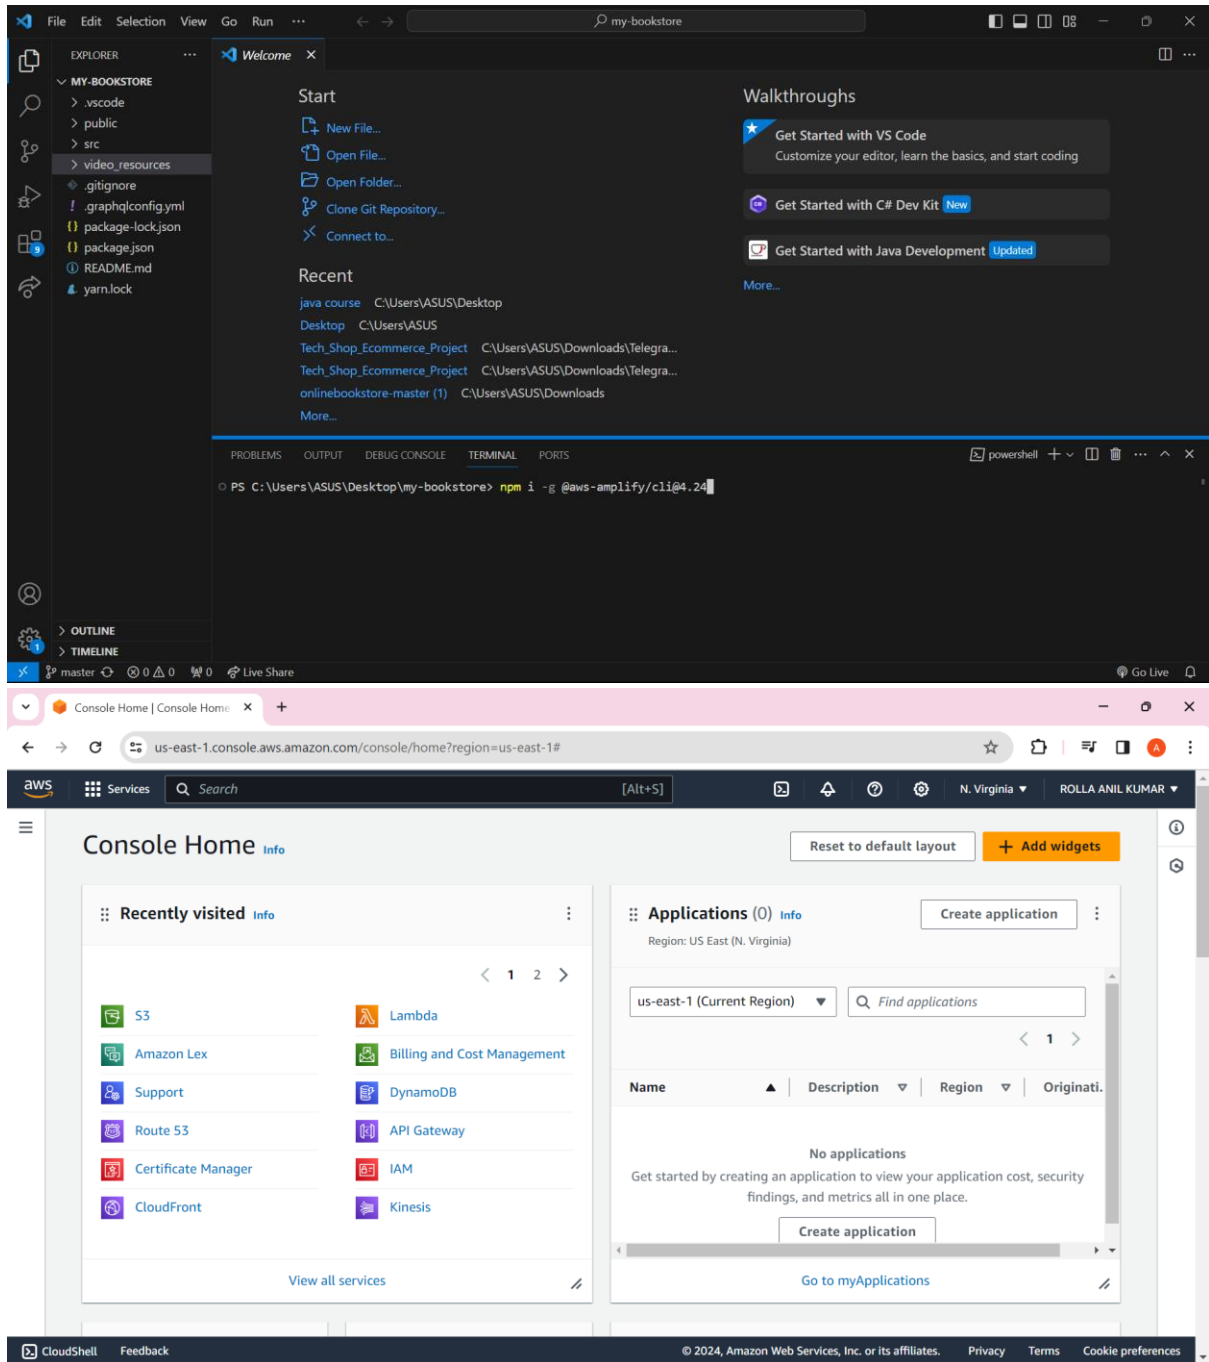 File Edit Selection View Go Run ··· my-bookstore
EXPLORER ··· Welcome
MY-BOOKSTORE
.vscode
public
src
video_resources
.gitignore
! .graphqlconfig.yml
{} package-lock.json
{} package.json
README.md
yarn.lock
9
Start
New File...
Open File...
Open Folder...
Clone Git Repository...
Connect to...
Recent
java course C:\Users\ASUS\Desktop
Desktop C:\Users\ASUS
Tech_Shop_Ecommerce_Project C:\Users\ASUS\Downloads\Telegra...
Tech_Shop_Ecommerce_Project C:\Users\ASUS\Downloads\Telegra...
onlinebookstore-master (1) C:\Users\ASUS\Downloads
More...
Walkthroughs
Get Started with VS Code
Customize your editor, learn the basics, and start coding
Get Started with C# Dev Kit New
Get Started with Java Development Updated
More...
PROBLEMS OUTPUT DEBUG CONSOLE TERMINAL PORTS powershell
PS C:\Users\ASUS\Desktop\my-bookstore> npm i -g @aws-amplify/cli@4.24
OUTLINE
1
TIMELINE
master 0 0 0 Live Share Go Live
Console Home | Console Home
us-east-1.console.aws.amazon.com/console/home?region=us-east-1# A
aws Services Search [Alt+S] N. Virginia ▼ ROLLA ANIL KUMAR ▼
Console Home Info Reset to default layout + Add widgets
Recently visited Info
1 2
S3 Lambda
Amazon Lex Billing and Cost Management
Support DynamoDB
Route 53 API Gateway
Certificate Manager IAM
CloudFront Kinesis
View all services
Applications (0) Info Create application
Region: US East (N. Virginia)
us-east-1 (Current Region) Find applications
1
Name Description Region Originati.
No applications
Get started by creating an application to view your application cost, security
findings, and metrics all in one place.
Create application
Go to myApplications
CloudShell Feedback © 2024, Amazon Web Services, Inc. or its affiliates. Privacy Terms Cookie preferences